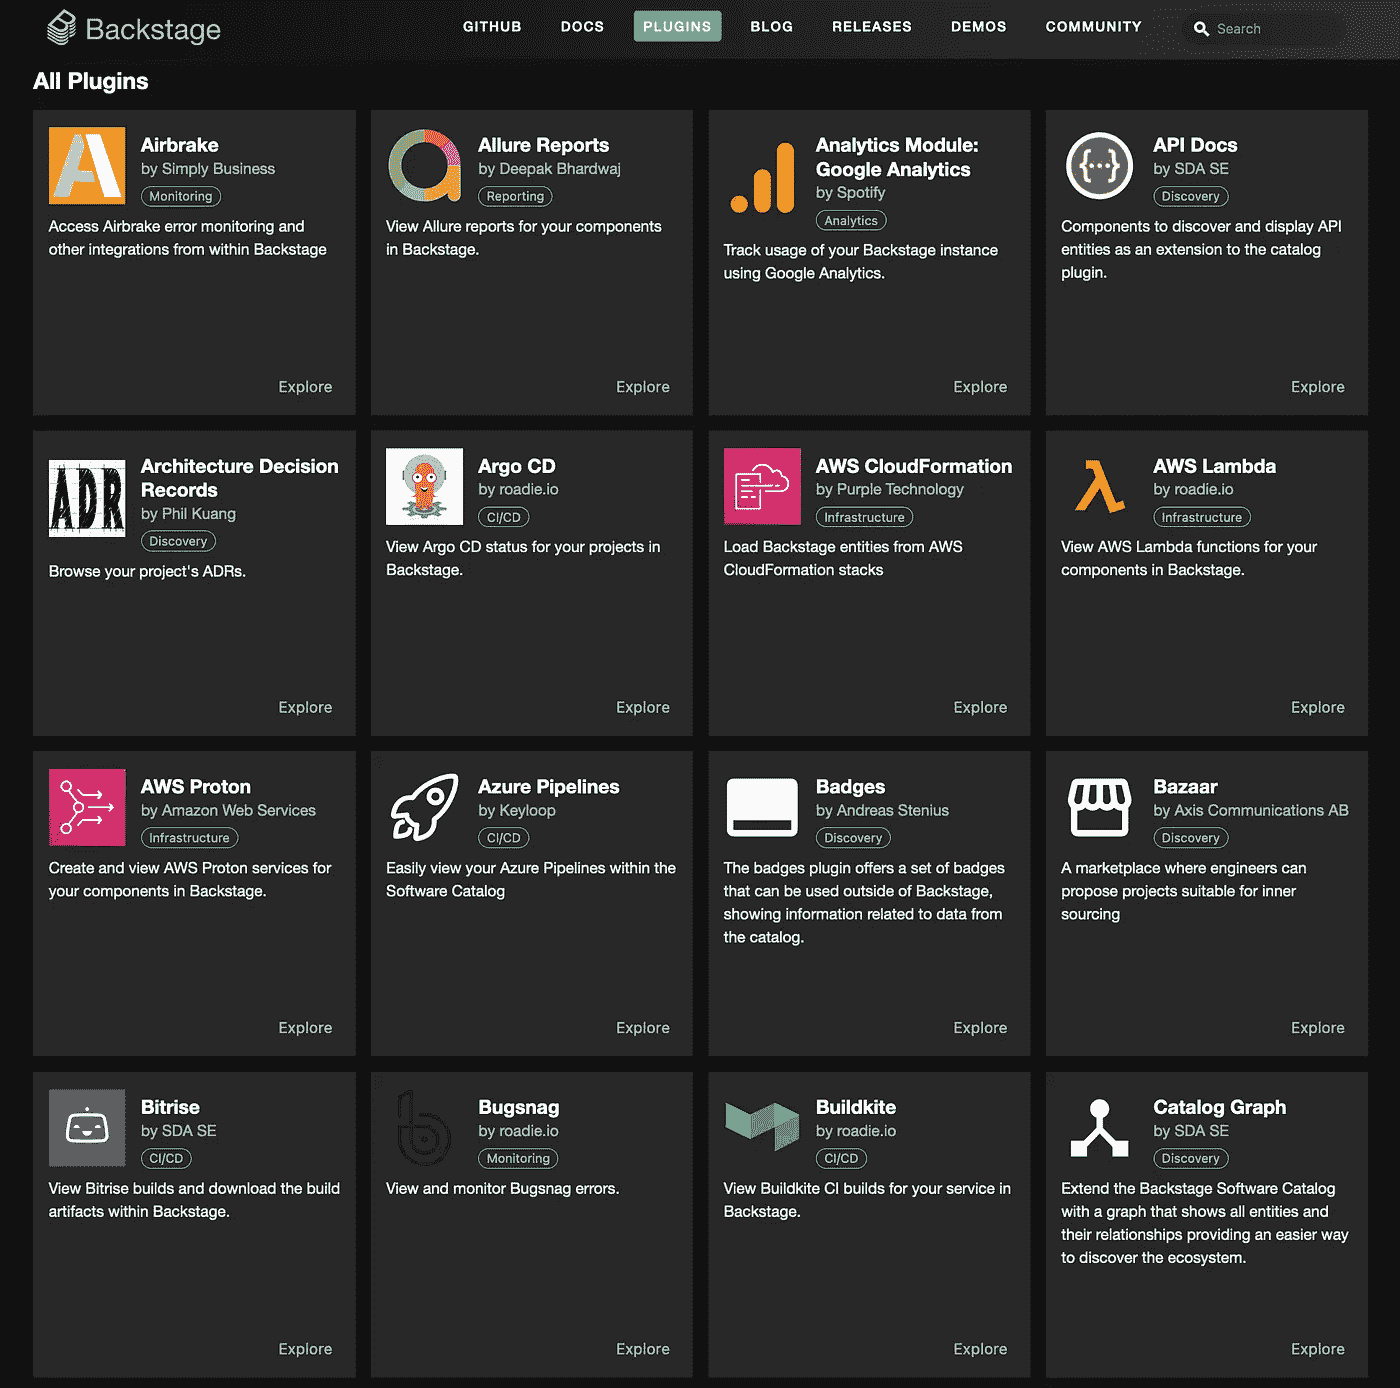 Backstage
GITHUB
DOCS
PLUGINS
BLOG
RELEASES
DEMOS
COMMUNITY
Search
All Plugins
Airbrake
by Simply Business
Monitoring
Access Airbrake error monitoring and
other integrations from within Backstage
Explore
Allure Reports
by Deepak Bhardwaj
Reporting
View Allure reports for your components
in Backstage.
Explore
Analytics Module:
Google Analytics
by Spotify
Analytics
Track usage of your Backstage instance
using Google Analytics.
Explore
API Docs
by SDA SE
Discovery
Components to discover and display API
entities as an extension to the catalog
plugin.
Explore
ADR
Architecture Decision
Records
by Phil Kuang
Discovery
Browse your project's ADRs.
Explore
Argo CD
by roadie.io
CI/CD
View Argo CD status for your projects in
Backstage.
Explore
AWS CloudFormation
by Purple Technology
Infrastructure
Load Backstage entities from AWS
CloudFormation stacks
Explore
AWS Lambda
by roadie.io
Infrastructure
View AWS Lambda functions for your
components in Backstage.
Explore
AWS Proton
by Amazon Web Services
Infrastructure
Create and view AWS Proton services for
your components in Backstage.
Explore
Azure Pipelines
by Keyloop
CI/CD
Easily view your Azure Pipelines within the
Software Catalog
Explore
Badges
by Andreas Stenius
Discovery
The badges plugin offers a set of badges
that can be used outside of Backstage,
showing information related to data from
the catalog.
Explore
Bazaar
by Axis Communications AB
Discovery
A marketplace where engineers can
propose projects suitable for inner
sourcing
Explore
Bitrise
by SDA SE
CI/CD
View Bitrise builds and download the build
artifacts within Backstage.
Explore
Bugsnag
by roadie.io
Monitoring
View and monitor Bugsnag errors.
Explore
Buildkite
by roadie.io
CI/CD
View Buildkite CI builds for your service in
Backstage.
Explore
Catalog Graph
by SDA SE
Discovery
Extend the Backstage Software Catalog
with a graph that shows all entities and
their relationships providing an easier way
to discover the ecosystem.
Explore